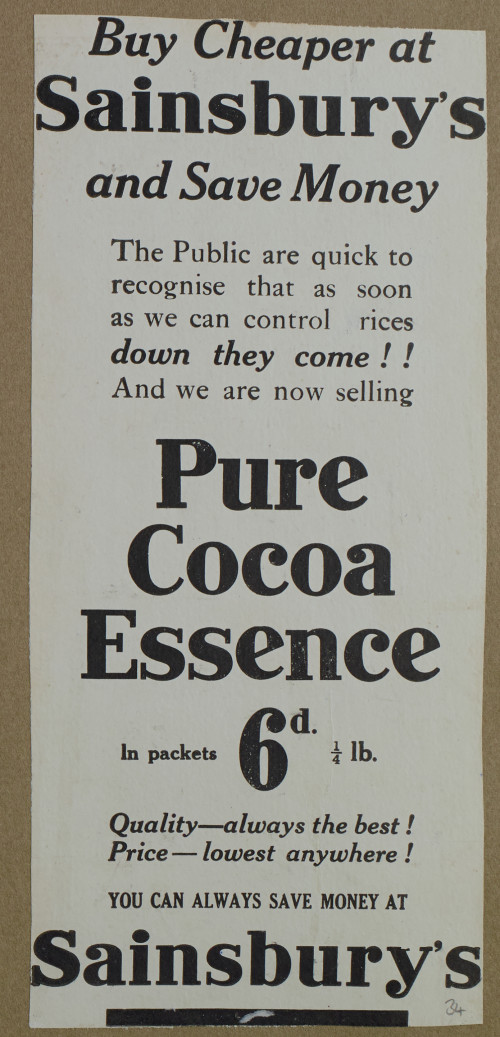 Buy Cheaper at
Sainsbury's
and Save Money
The Public are quick to
recognise that as soon
as we can control rices
down they come ! !
And we are now selling
Pure
Cocoa
Essence
In packets 6d. ¼ lb.
Quality—always the best !
Price — lowest anywhere !
YOU CAN ALWAYS SAVE MONEY AT
Sainsbury's
34